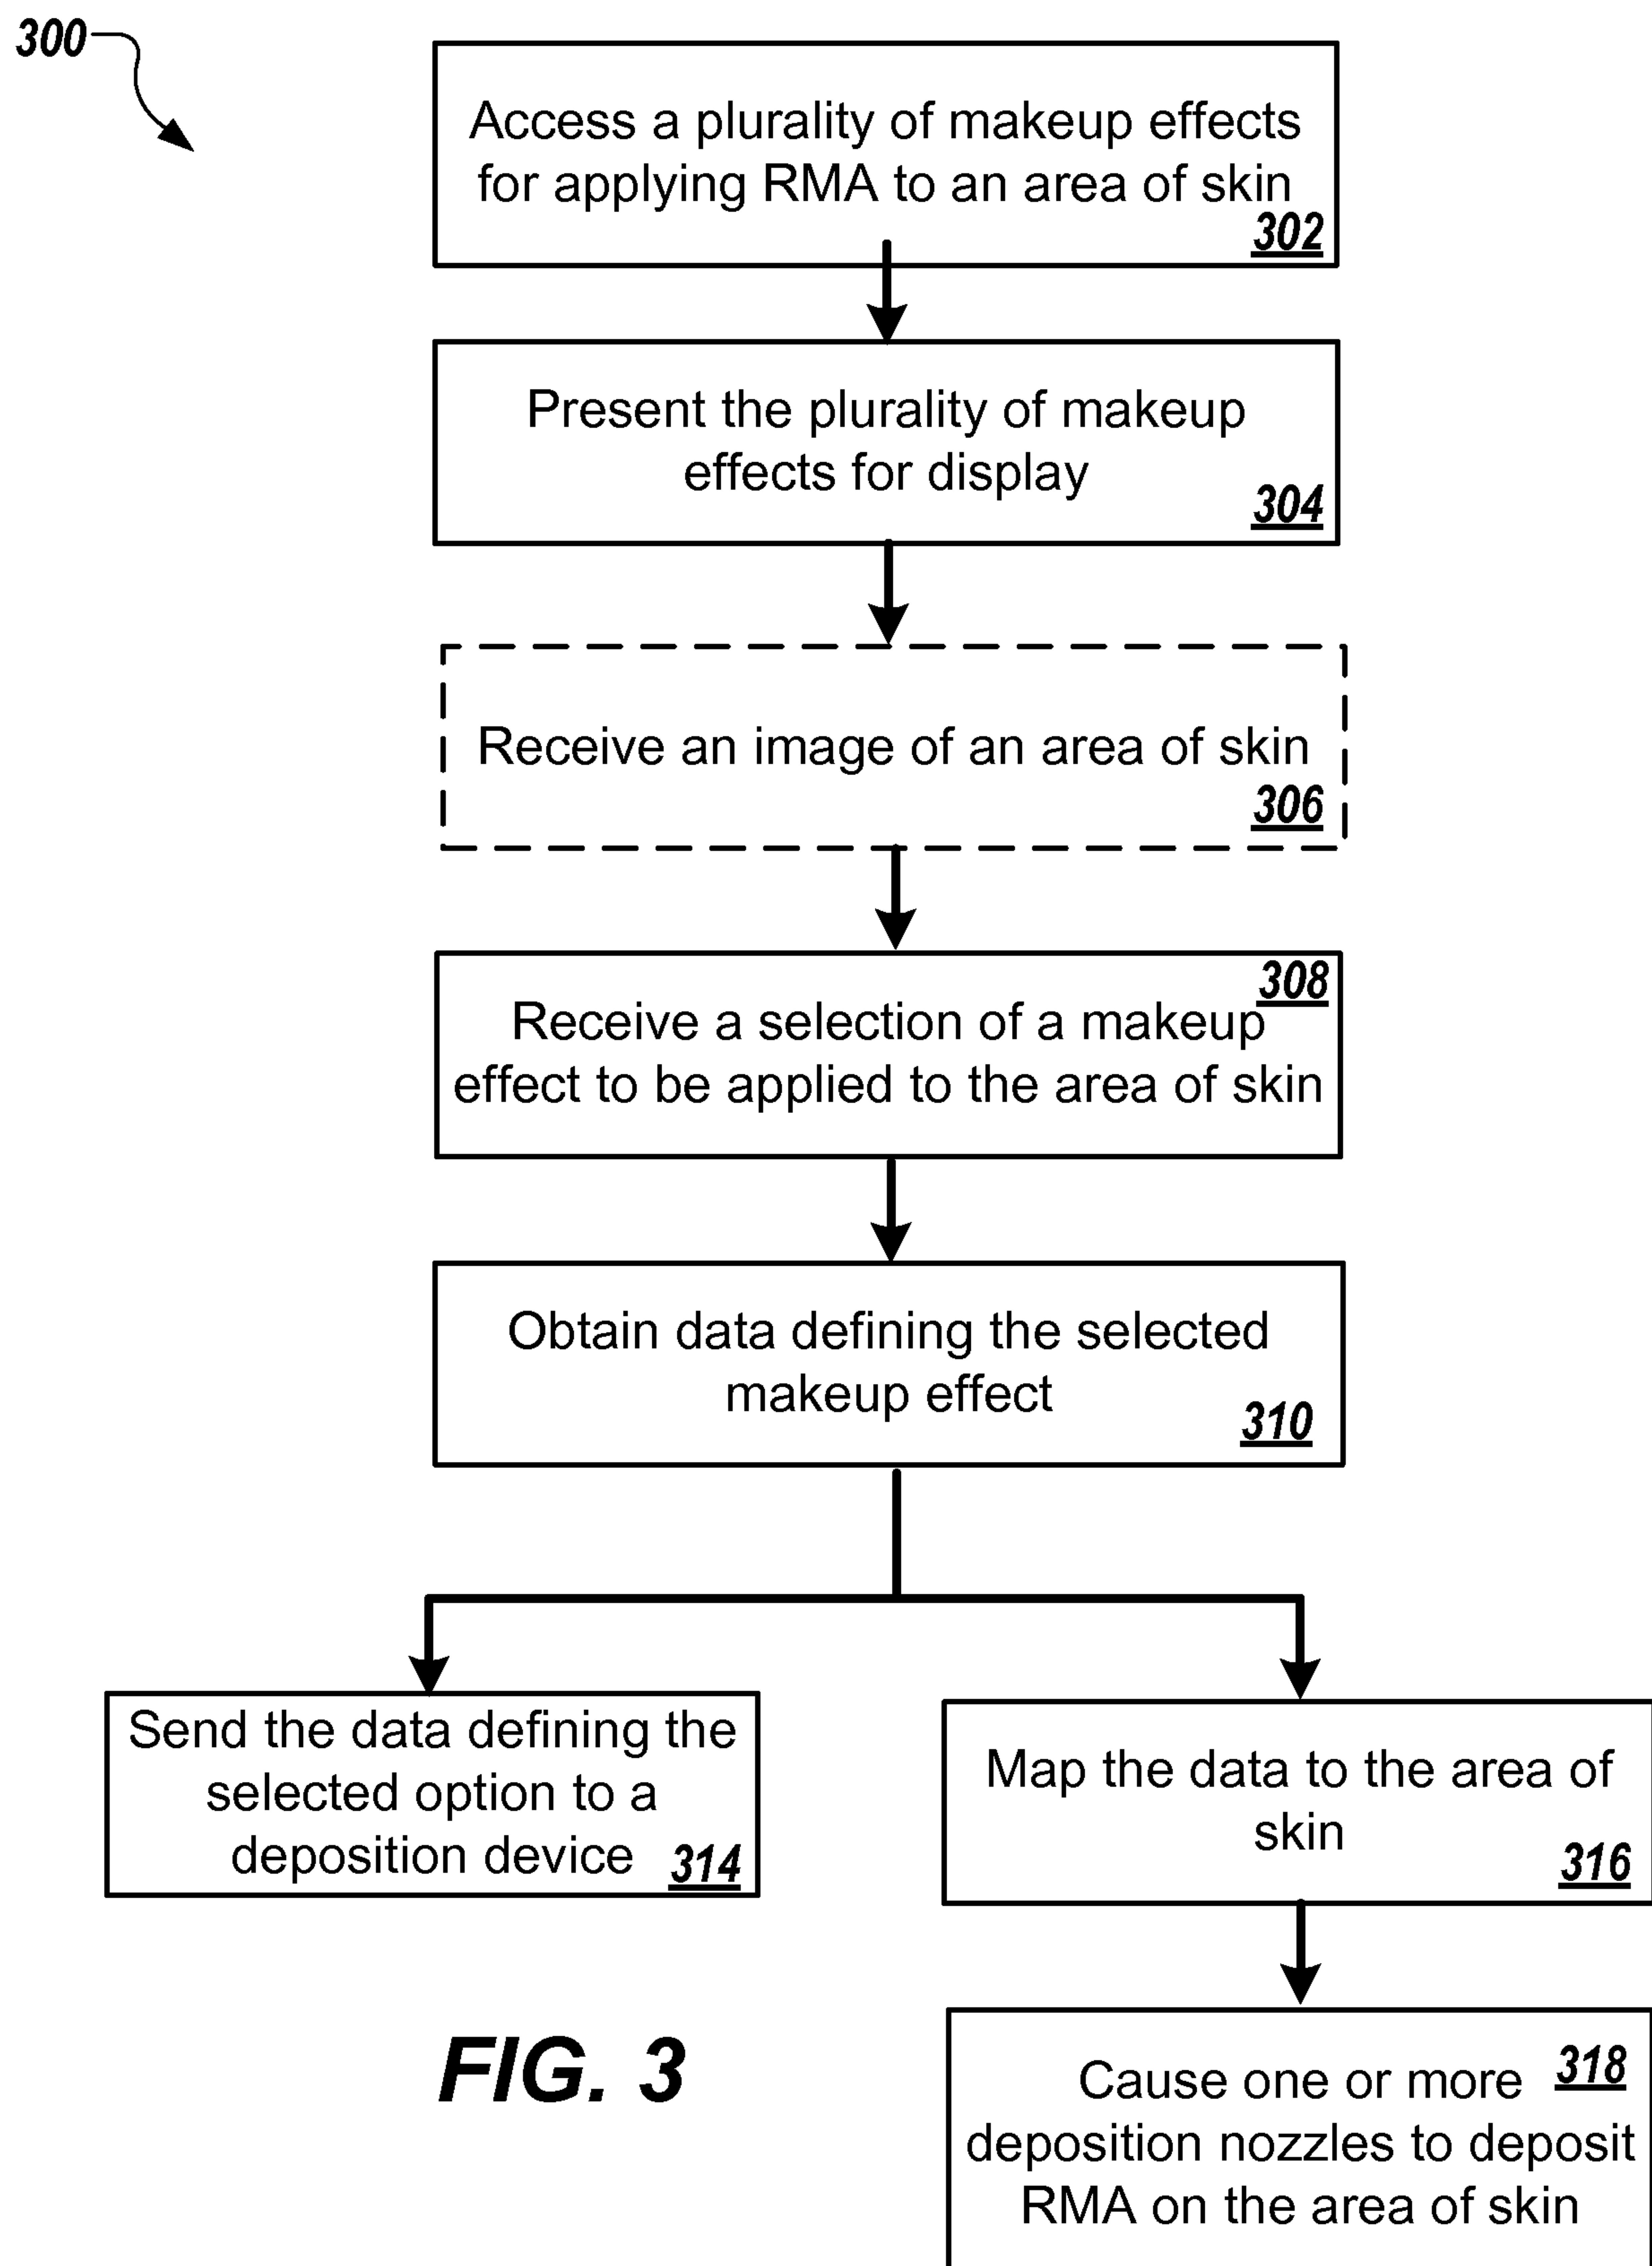 300
Access a plurality of makeup effects
for applying RMA to an area of skin
302
Present the plurality of makeup
effects for display
304
Receive an image of an area of skin
306
308
Receive a selection of a makeup
effect to be applied to the area of skin
Obtain data defining the selected
makeup effect
310
Send the data defining the
selected option to a
deposition device 314
Map the data to the area of
skin
316
FIG. 3
318
Cause one or more
deposition nozzles to deposit
RMA on the area of skin